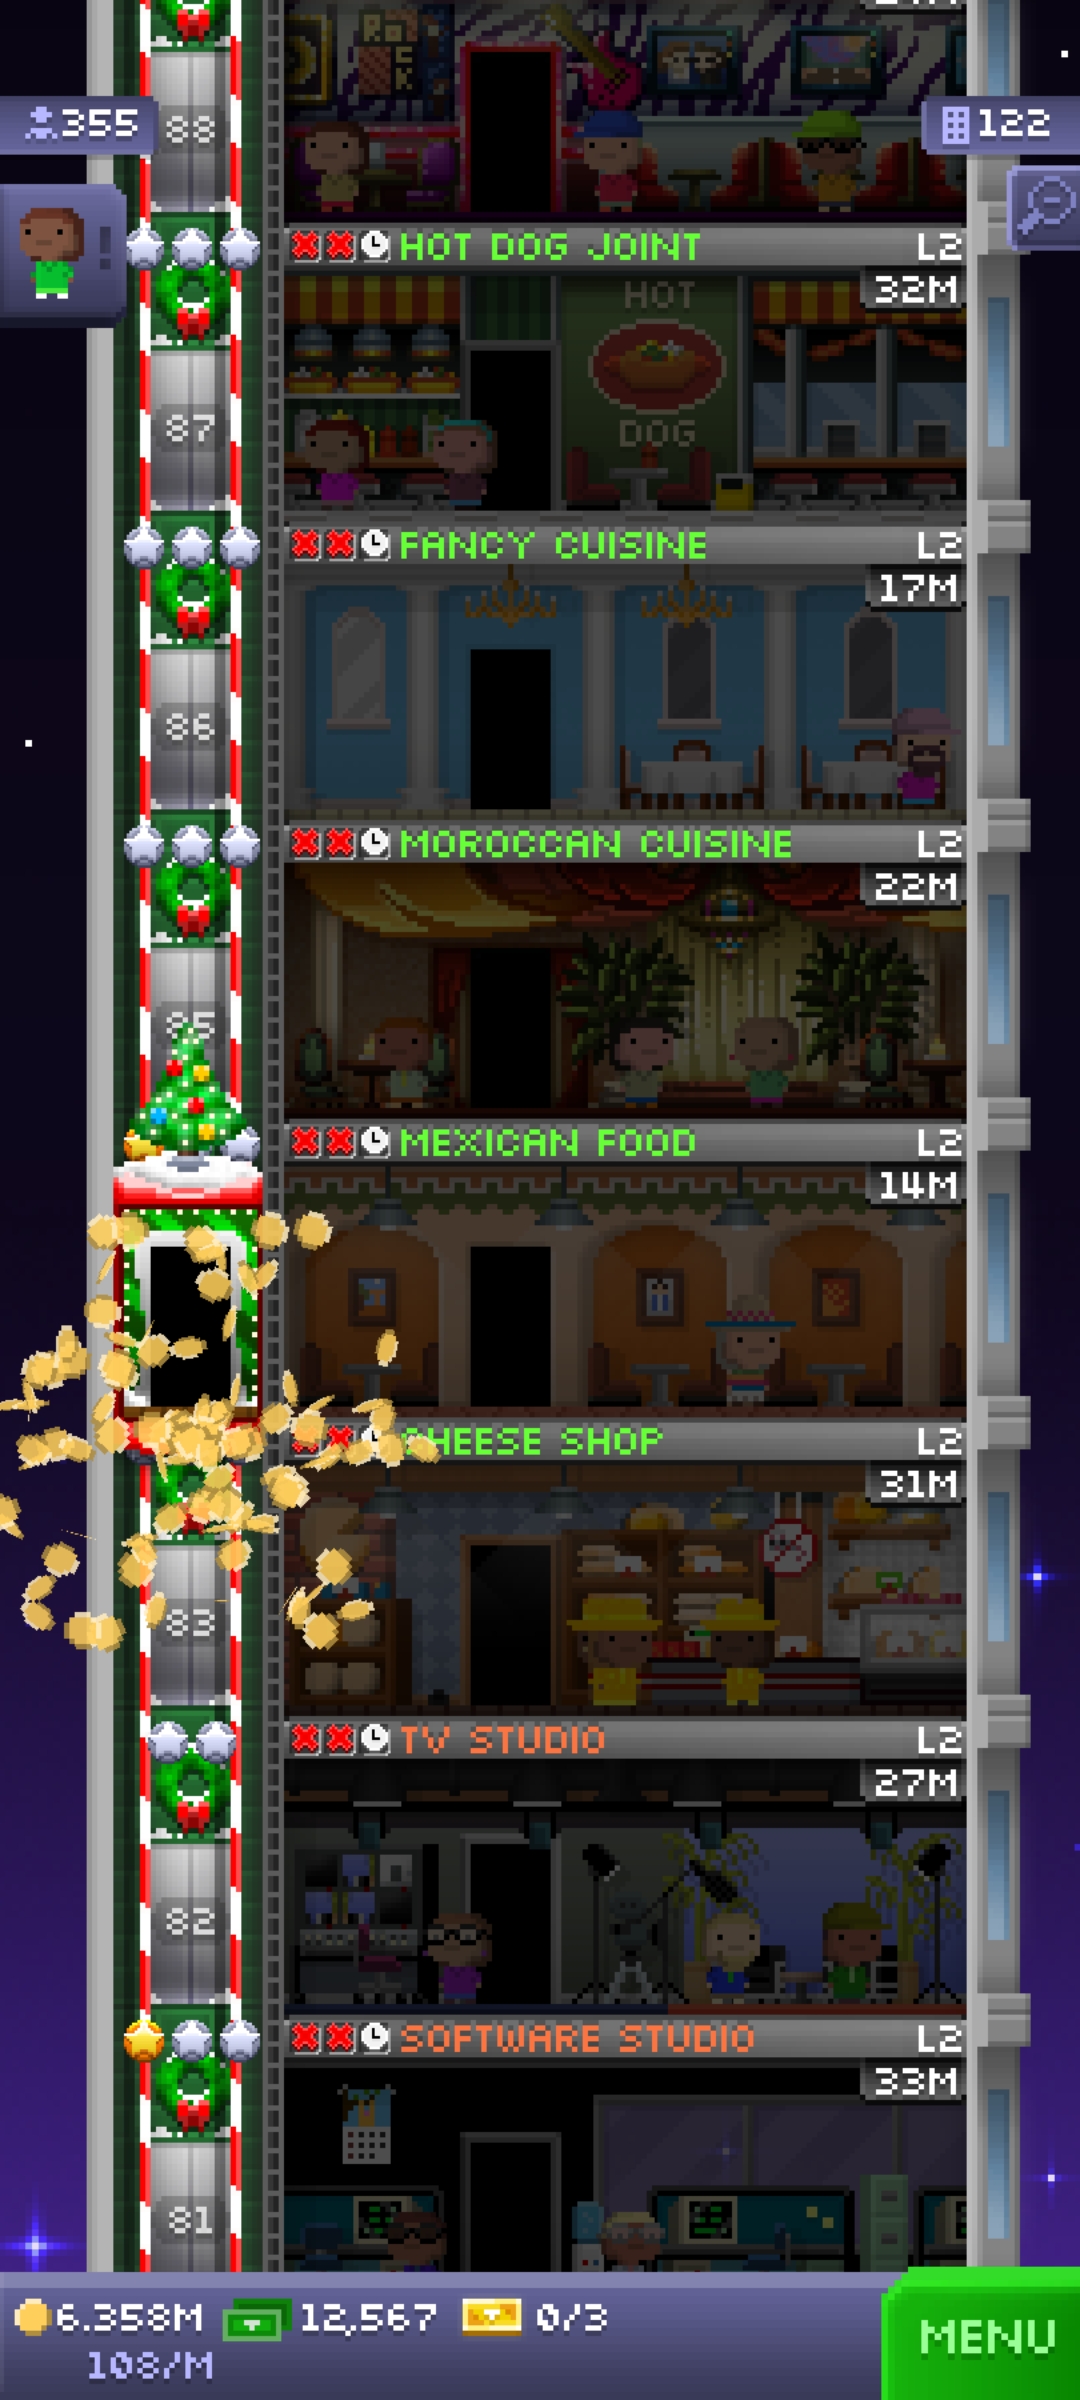 88
355
122
HOT DOG JOINT L2
32M
HOT
DOG
87
FANCY CUISINE L2
17M
86
MOROCCAN CUISINE L2
22M
85
MEXICAN FOOD L2
14M
CHEESE SHOP L2
31M
83
TV STUDIO L2
27M
82
SOFTWARE STUDIO L2
33M
81
6.358M 12,567 0/3
108/M
MENU